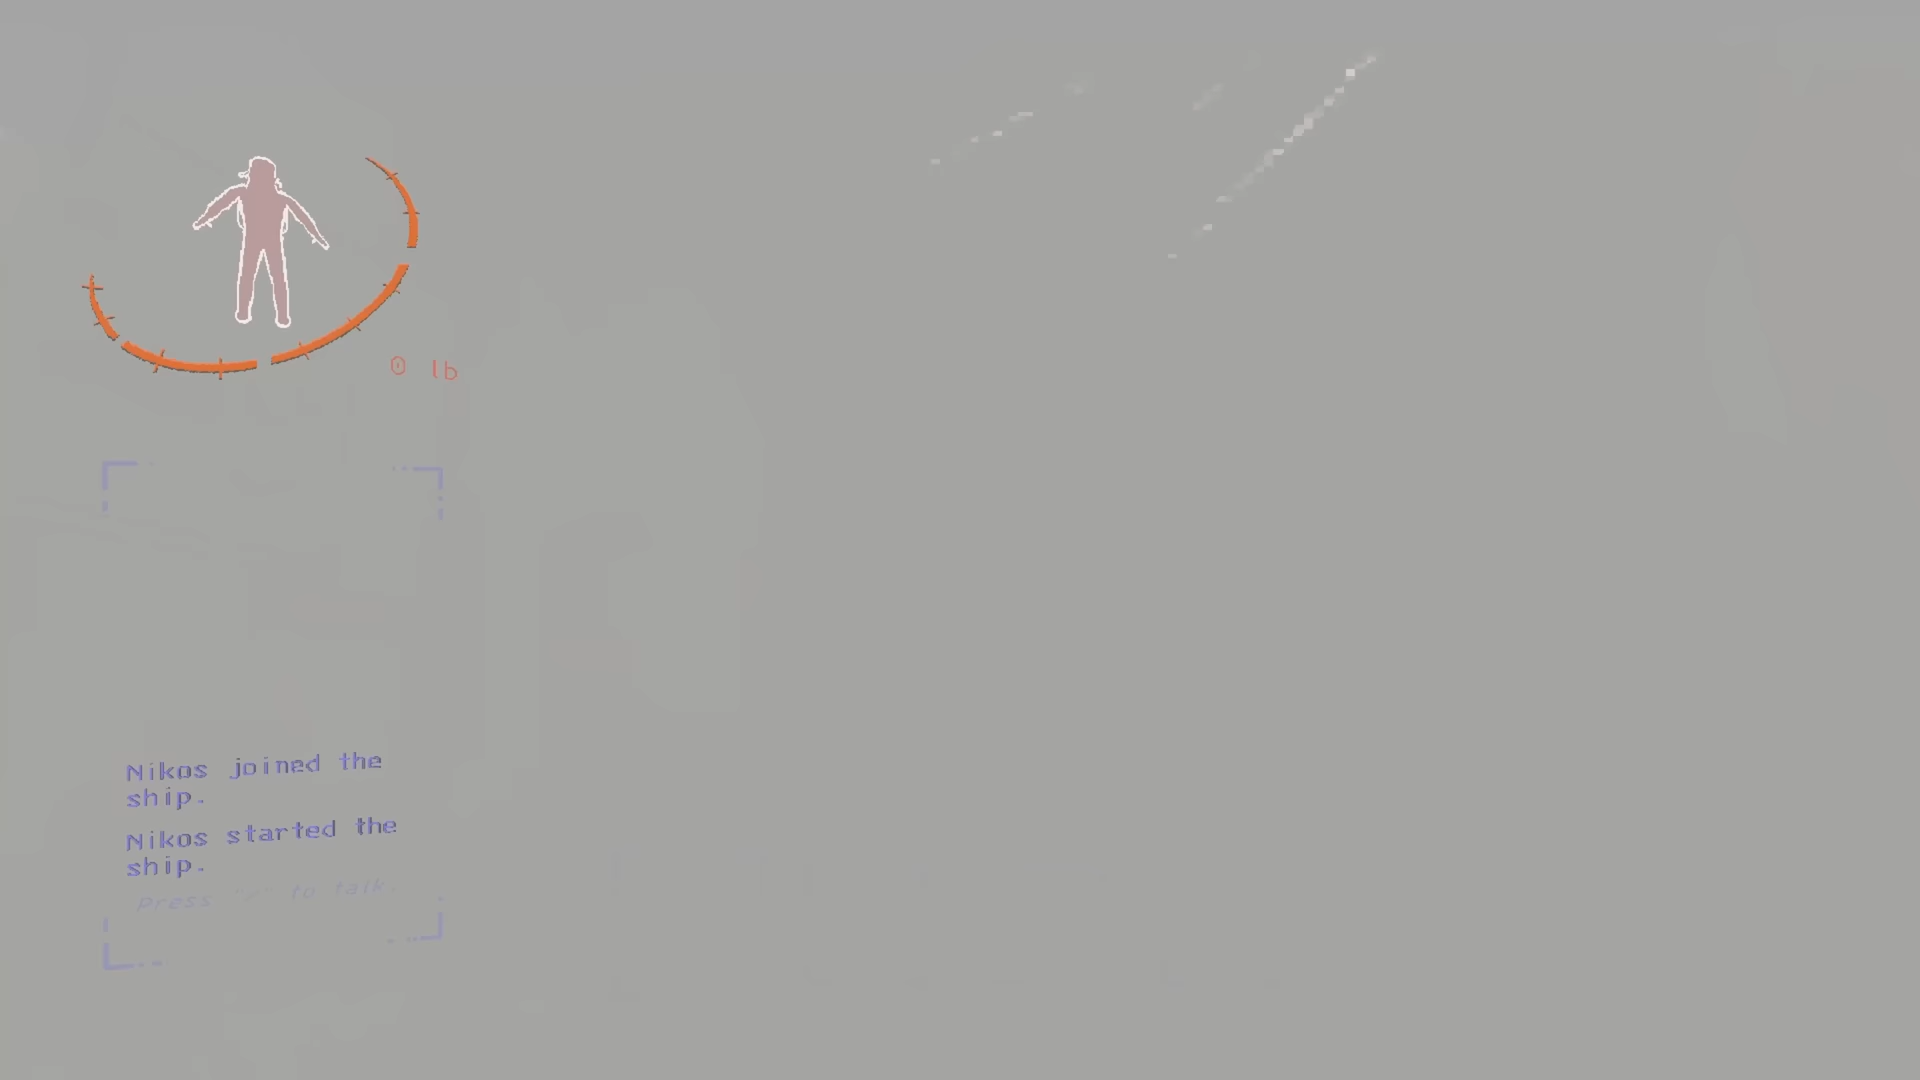 0 lb
Nikos joined the
ship.
Nikos started the
ship.
Press "/" to talk.